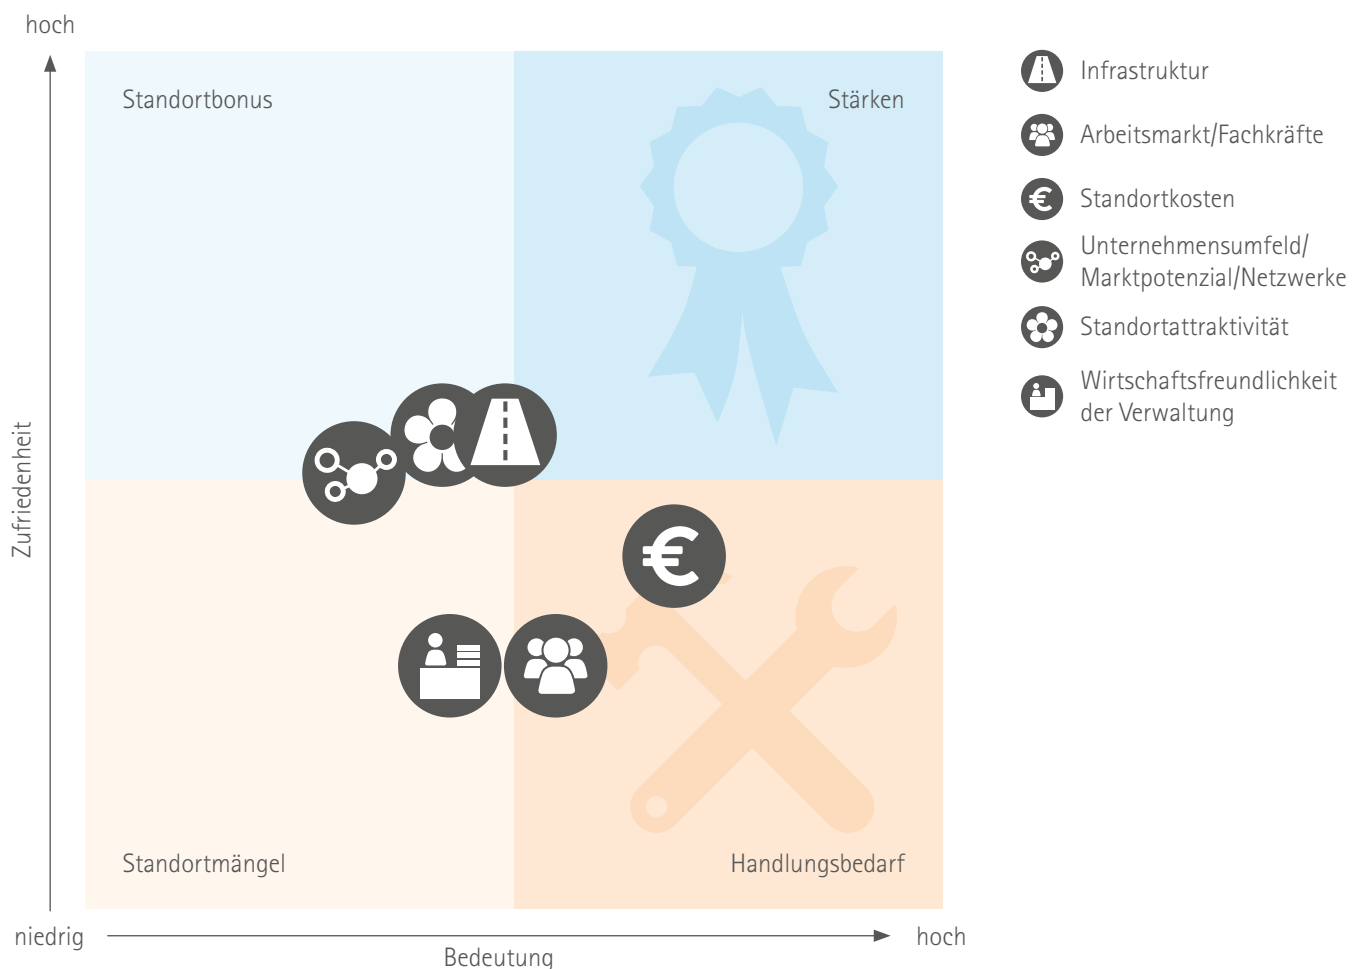 hoch
Standortbonus
Stärken
Zufriedenheit
Standortmängel
Handlungsbedarf
niedrig
hoch
Bedeutung
Infrastruktur
Arbeitsmarkt/Fachkräfte
€
Standortkosten
Unternehmensumfeld/
Marktpotenzial/Netzwerke
Standortattraktivität
Wirtschaftsfreundlichkeit
der Verwaltung
€